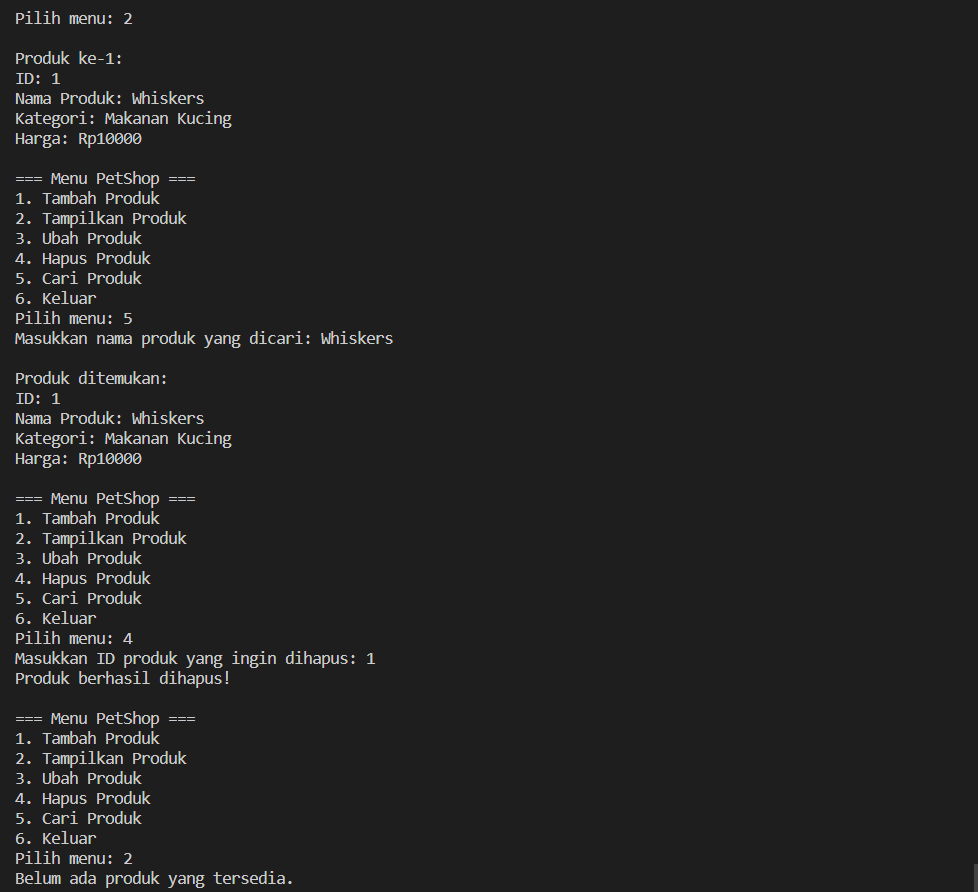 Pilih menu: 2
Produk ke-1:
ID: 1
Nama Produk: Whiskers
Kategori: Makanan Kucing
Harga: Rp10000
=== Menu PetShop ===
1. Tambah Produk
2. Tampilkan Produk
3. Ubah Produk
4. Hapus Produk
5. Cari Produk
6. Keluar
Pilih menu: 5
Masukkan nama produk yang dicari: Whiskers
Produk ditemukan:
ID: 1
Nama Produk: Whiskers
Kategori: Makanan Kucing
Harga: Rp10000
=== Menu PetShop ===
1. Tambah Produk
2. Tampilkan Produk
3. Ubah Produk
4. Hapus Produk
5. Cari Produk
6. Keluar
Pilih menu: 4
Masukkan ID produk yang ingin dihapus: 1
Produk berhasil dihapus!
=== Menu PetShop ===
1. Tambah Produk
2. Tampilkan Produk
3. Ubah Produk
4. Hapus Produk
5. Cari Produk
6. Keluar
Pilih menu: 2
Belum ada produk yang tersedia.